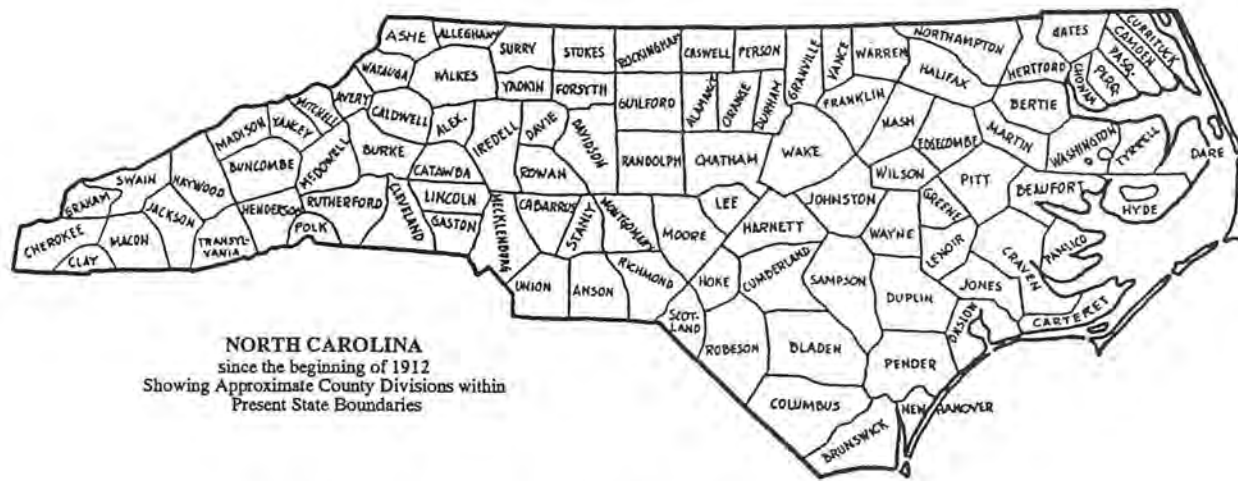 ASHE
ALLEGHANY
SURRY
STOKES
ROCKINGHAM
CASWELL
PERSON
GRANVILLE
VANCE
WARREN
NORTHAMPTON
GATES
CURRITUCK
CAMDEN
PASQ.
PERQ.
CHOWAN
HERTFORD
HALIFAX
WATAUGA
WILKES
YADKIN
FORSYTH
GUILFORD
ALAMANCE
ORANGE
DURHAM
FRANKLIN
BERTIE
MITCHELL
AVERY
CALDWELL
ALEX.
IREDELL
DAVIE
DAVIDSON
NASH
EDGECOMBE
MARTIN
WASHINGTON
TYRRELL
DARE
MADISON
YANCEY
BUNCOMBE
MCDOWELL
BURKE
CATAWBA
ROWAN
RANDOLPH
CHATHAM
WAKE
WILSON
PITT
BEAUFORT
HYDE
SWAIN
HAYWOOD
GRAHAM
JACKSON
HENDERSON
RUTHERFORD
CLEVELAND
LINCOLN
GASTON
MECKLENBURG
CABARRUS
STANLY
MONTGOMERY
LEE
JOHNSTON
GREENE
CHEROKEE
MACON
CLAY
TRANSYL-
VANIA
POLK
MOORE
HARNETT
WAYNE
LENOIR
CRAVEN
PAMLICO
UNION
ANSON
RICHMOND
HOKE
CUMBERLAND
SAMPSON
DUPLIN
JONES
CARTERET
ONSLOW
SCOT-
LAND
ROBESON
BLADEN
PENDER
COLUMBUS
NEW HANOVER
BRUNSWICK
NORTH CAROLINA
since the beginning of 1912
Showing Approximate County Divisions within
Present State Boundaries